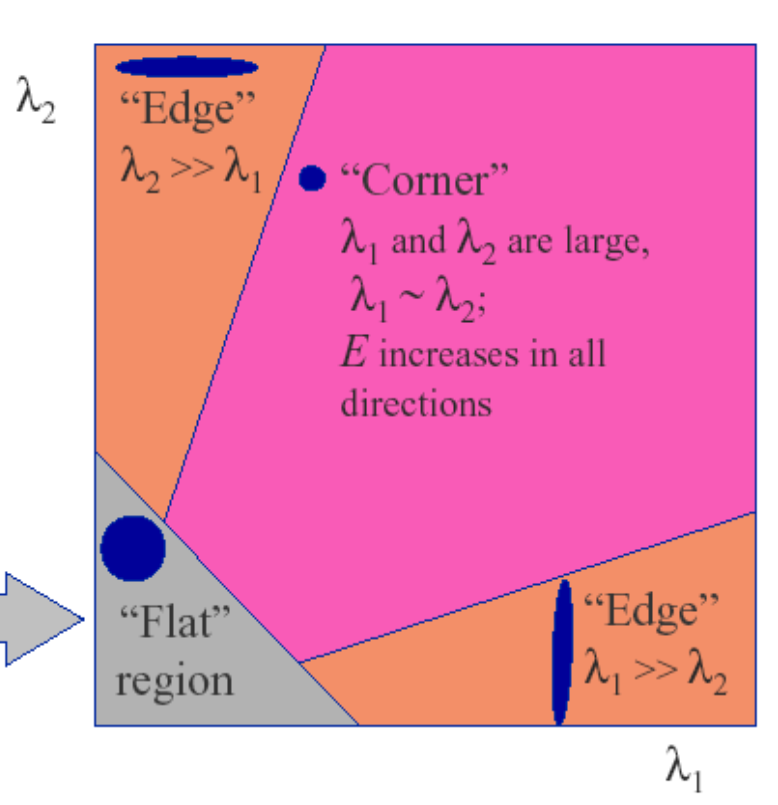 λ₂
“Edge”
λ₂ >> λ₁
“Corner”
λ₁ and λ₂ are large,
λ₁ ~ λ₂;
E increases in all
directions
“Flat”
region
“Edge”
λ₁ >> λ₂
λ₁